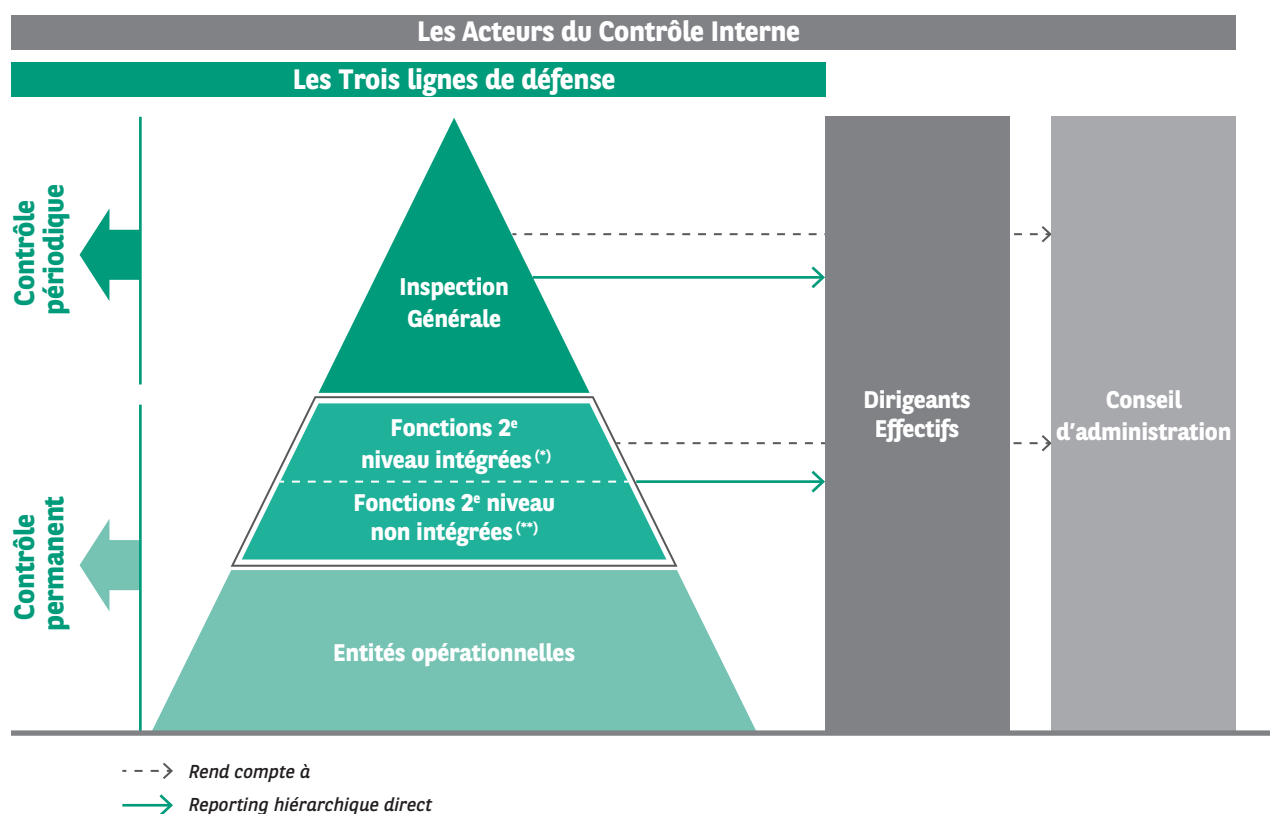 Les Acteurs du Contrôle Interne
Les Trois lignes de défense
Contrôle
périodique
Inspection
Générale
Fonctions 2e
niveau intégrées (*)
Fonctions 2e niveau
non intégrées (**)
Contrôle
permanent
Entités opérationnelles
Dirigeants
Effectifs
Conseil
d'administration
Rend compte à
Reporting hiérarchique direct